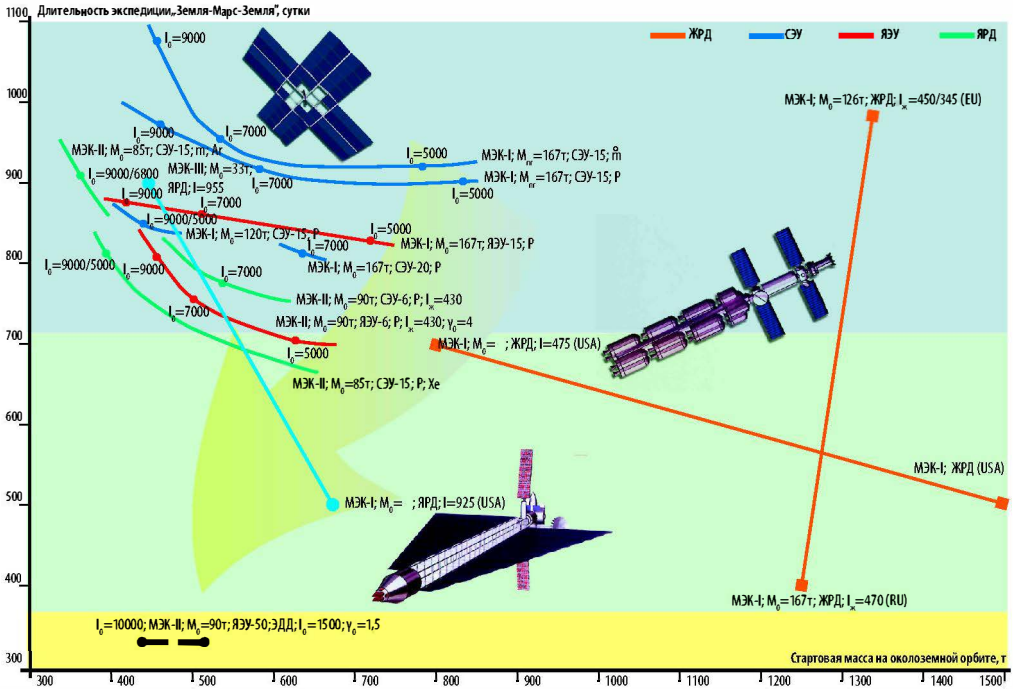 1100
Длительность экспедиции „Земля-Марс-Земля", сутки
ЖРД
СЭУ
ЯЭУ
ЯРД
I₀=9000
1000
МЭК-I; M₀=126т; ЖРД; Iж=450/345 (EU)
I₀=9000
I₀=7000
МЭК-II; M₀=85т; СЭУ-15; m, Ar
I₀=5000
МЭК-I; Mпг=167т; СЭУ-15; m̊
I₀=9000/6800
МЭК-III; M₀=33т;
ЯРД; I=955
I₀=7000
МЭК-I; Mпг=167т; СЭУ-15; P
900
I₀=9000
I₀=5000
I₀=7000
I₀=9000/5000
I₀=5000
МЭК-I; M₀=120т; СЭУ-15; P
МЭК-I; M₀=167т; ЯЭУ-15; P
I₀=7000
800
I₀=9000/5000
I₀=9000
I₀=7000
МЭК-I; M₀=167т; СЭУ-20; P
МЭК-II; M₀=90т; СЭУ-6; P; Iж=430
I₀=7000
МЭК-II; M₀=90т; ЯЭУ-6; P; Iж=430; γ₀=4
700
МЭК-I; M₀= ; ЖРД; I=475 (USA)
I₀=5000
МЭК-II; M₀=85т; СЭУ-15; P; Xe
600
МЭК-I; ЖРД (USA)
500
МЭК-I; M₀= ; ЯРД; I=925 (USA)
400
МЭК-I; M₀=167т; ЖРД; Iж=470 (RU)
I₀=10000; МЭК-II; M₀=90т; ЯЭУ-50;ЭДД; I₀=1500; γ₀=1,5
300
Стартовая масса на околоземной орбите, т
300 400 500 600 700 800 900 1000 1100 1200 1300 1400 1500